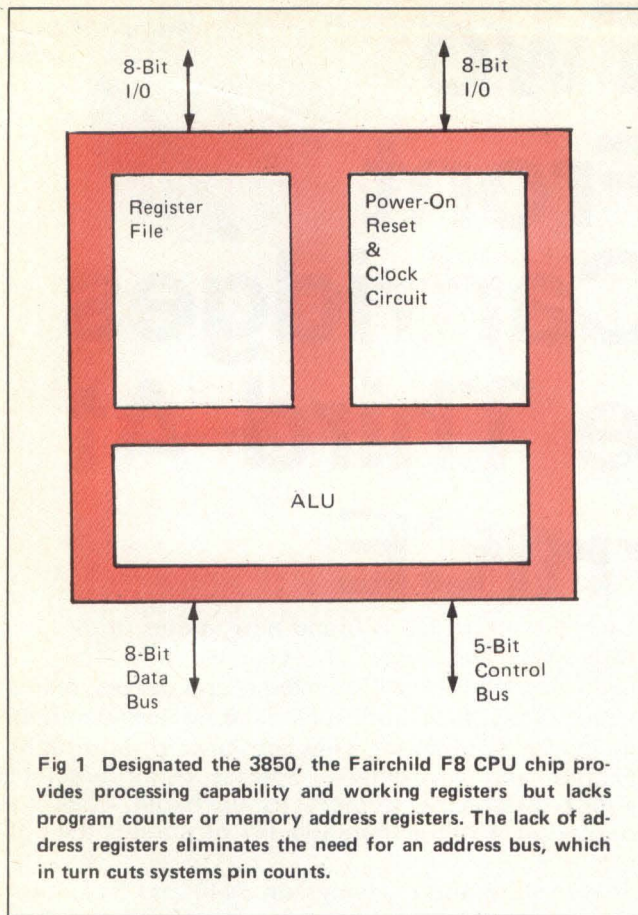 8-Bit
I/0
8-Bit
I/0
Register
File
Power-On
Reset
&
Clock
Circuit
ALU
8-Bit
Data
Bus
5-Bit
Control
Bus
Fig 1 Designated the 3850, the Fairchild F8 CPU chip pro-
vides processing capability and working registers but lacks
program counter or memory address registers. The lack of ad-
dress registers eliminates the need for an address bus, which
in turn cuts systems pin counts.